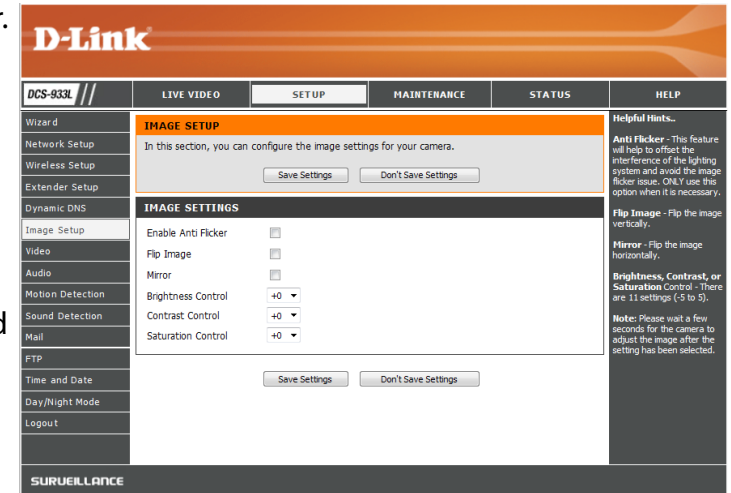 r.
D-Link
DCS-933L
LIVE VIDEO
SETUP
MAINTENANCE
STATUS
HELP
Wizard
Network Setup
Wireless Setup
Extender Setup
Dynamic DNS
Image Setup
Video
Audio
Motion Detection
Sound Detection
Mail
FTP
Time and Date
Day/Night Mode
Logout
d
IMAGE SETUP
In this section, you can configure the image settings for your camera.
Save Settings
Don't Save Settings
IMAGE SETTINGS
Enable Anti Flicker
Flip Image
Mirror
Brightness Control +0
Contrast Control +0
Saturation Control +0
Save Settings
Don't Save Settings
Helpful Hints..
Anti Flicker - This feature
will help to offset the
interference of the lighting
system and avoid the image
flicker issue. ONLY use this
option when it is necessary.
Flip Image - Flip the image
vertically.
Mirror - Flip the image
horizontally.
Brightness, Contrast, or
Saturation Control - There
are 11 settings (-5 to 5).
Note: Please wait a few
seconds for the camera to
adjust the image after the
setting has been selected.
SURVEILLANCE